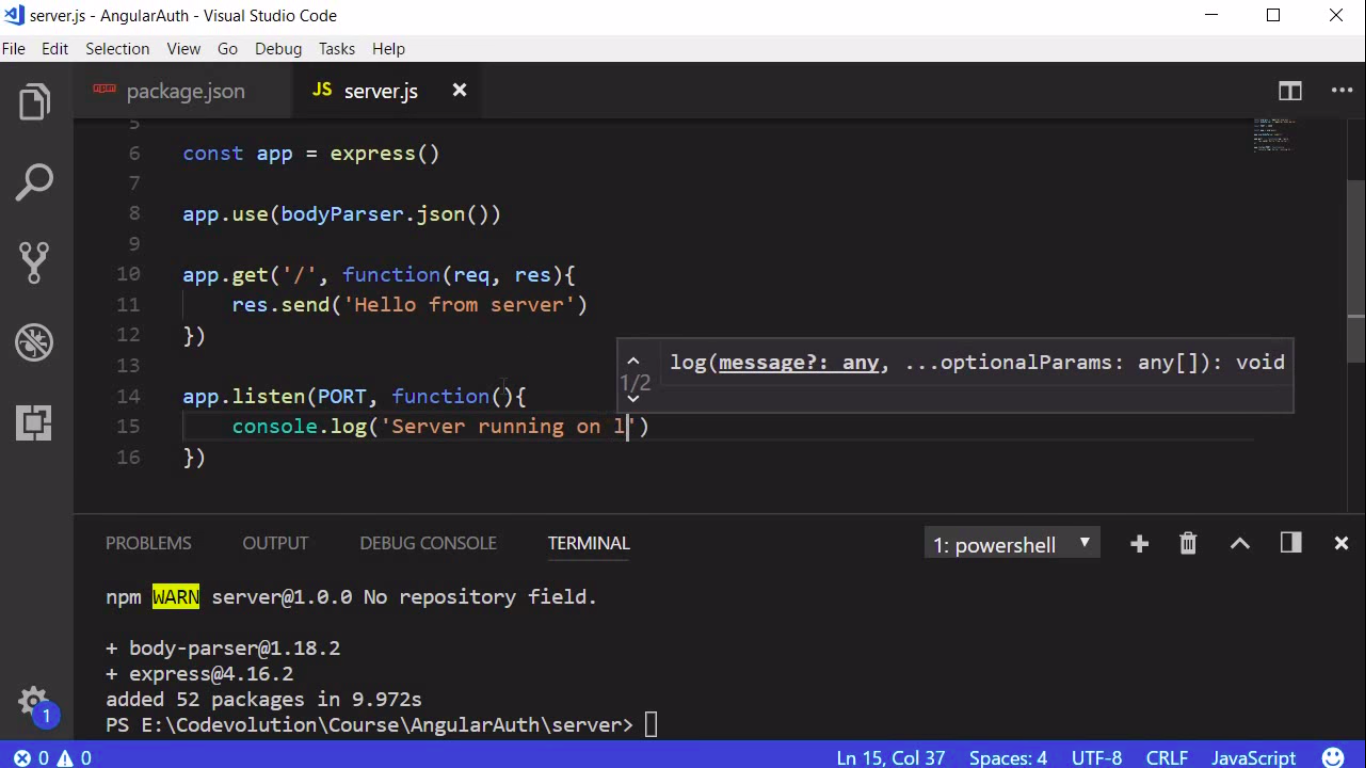 server.js - AngularAuth - Visual Studio Code
File Edit Selection View Go Debug Tasks Help
package.json JS server.js
5
6 const app = express()
7
8 app.use(bodyParser.json())
9
10 app.get('/', function(req, res){
11 res.send('Hello from server')
12 })
13
log(message?: any, ...optionalParams: any[]): void
1/2
14 app.listen(PORT, function(){
15 console.log('Server running on l')
16 })
PROBLEMS OUTPUT DEBUG CONSOLE TERMINAL 1: powershell
npm WARN server@1.0.0 No repository field.
+ body-parser@1.18.2
+ express@4.16.2
added 52 packages in 9.972s
PS E:\Codevolution\Course\AngularAuth\server>
1
0 0 Ln 15, Col 37 Spaces: 4 UTF-8 CRLF JavaScript